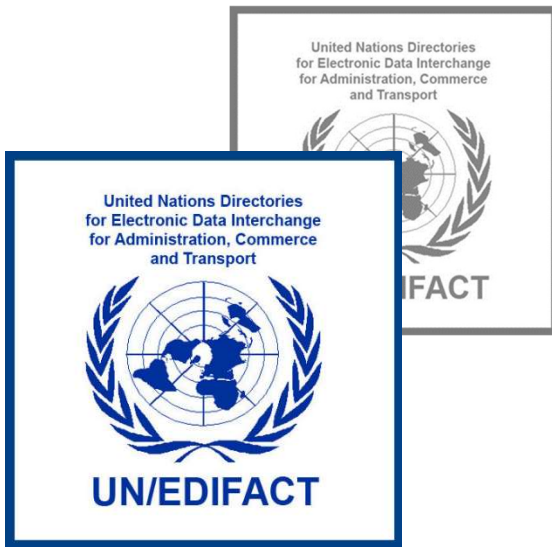 United Nations Directories
for Electronic Data Interchange
for Administration, Commerce
and Transport
IFACT
United Nations Directories
for Electronic Data Interchange
for Administration, Commerce
and Transport
UN/EDIFACT